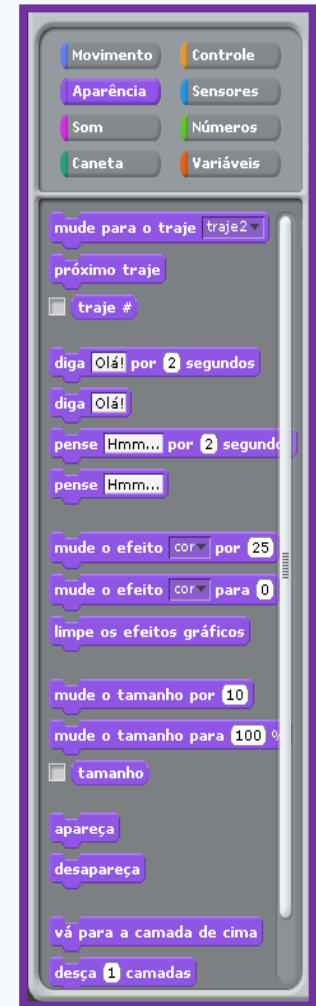 Movimento Controle
Aparência Sensores
Som Números
Caneta Variáveis
mude para o traje traje2
próximo traje
traje #
diga Olá! por 2 segundos
diga Olá!
pense Hmm... por 2 segundo
pense Hmm...
mude o efeito cor por 25
mude o efeito cor para 0
limpe os efeitos gráficos
mude o tamanho por 10
mude o tamanho para 100 %
tamanho
apareça
desapareça
vá para a camada de cima
desça 1 camadas